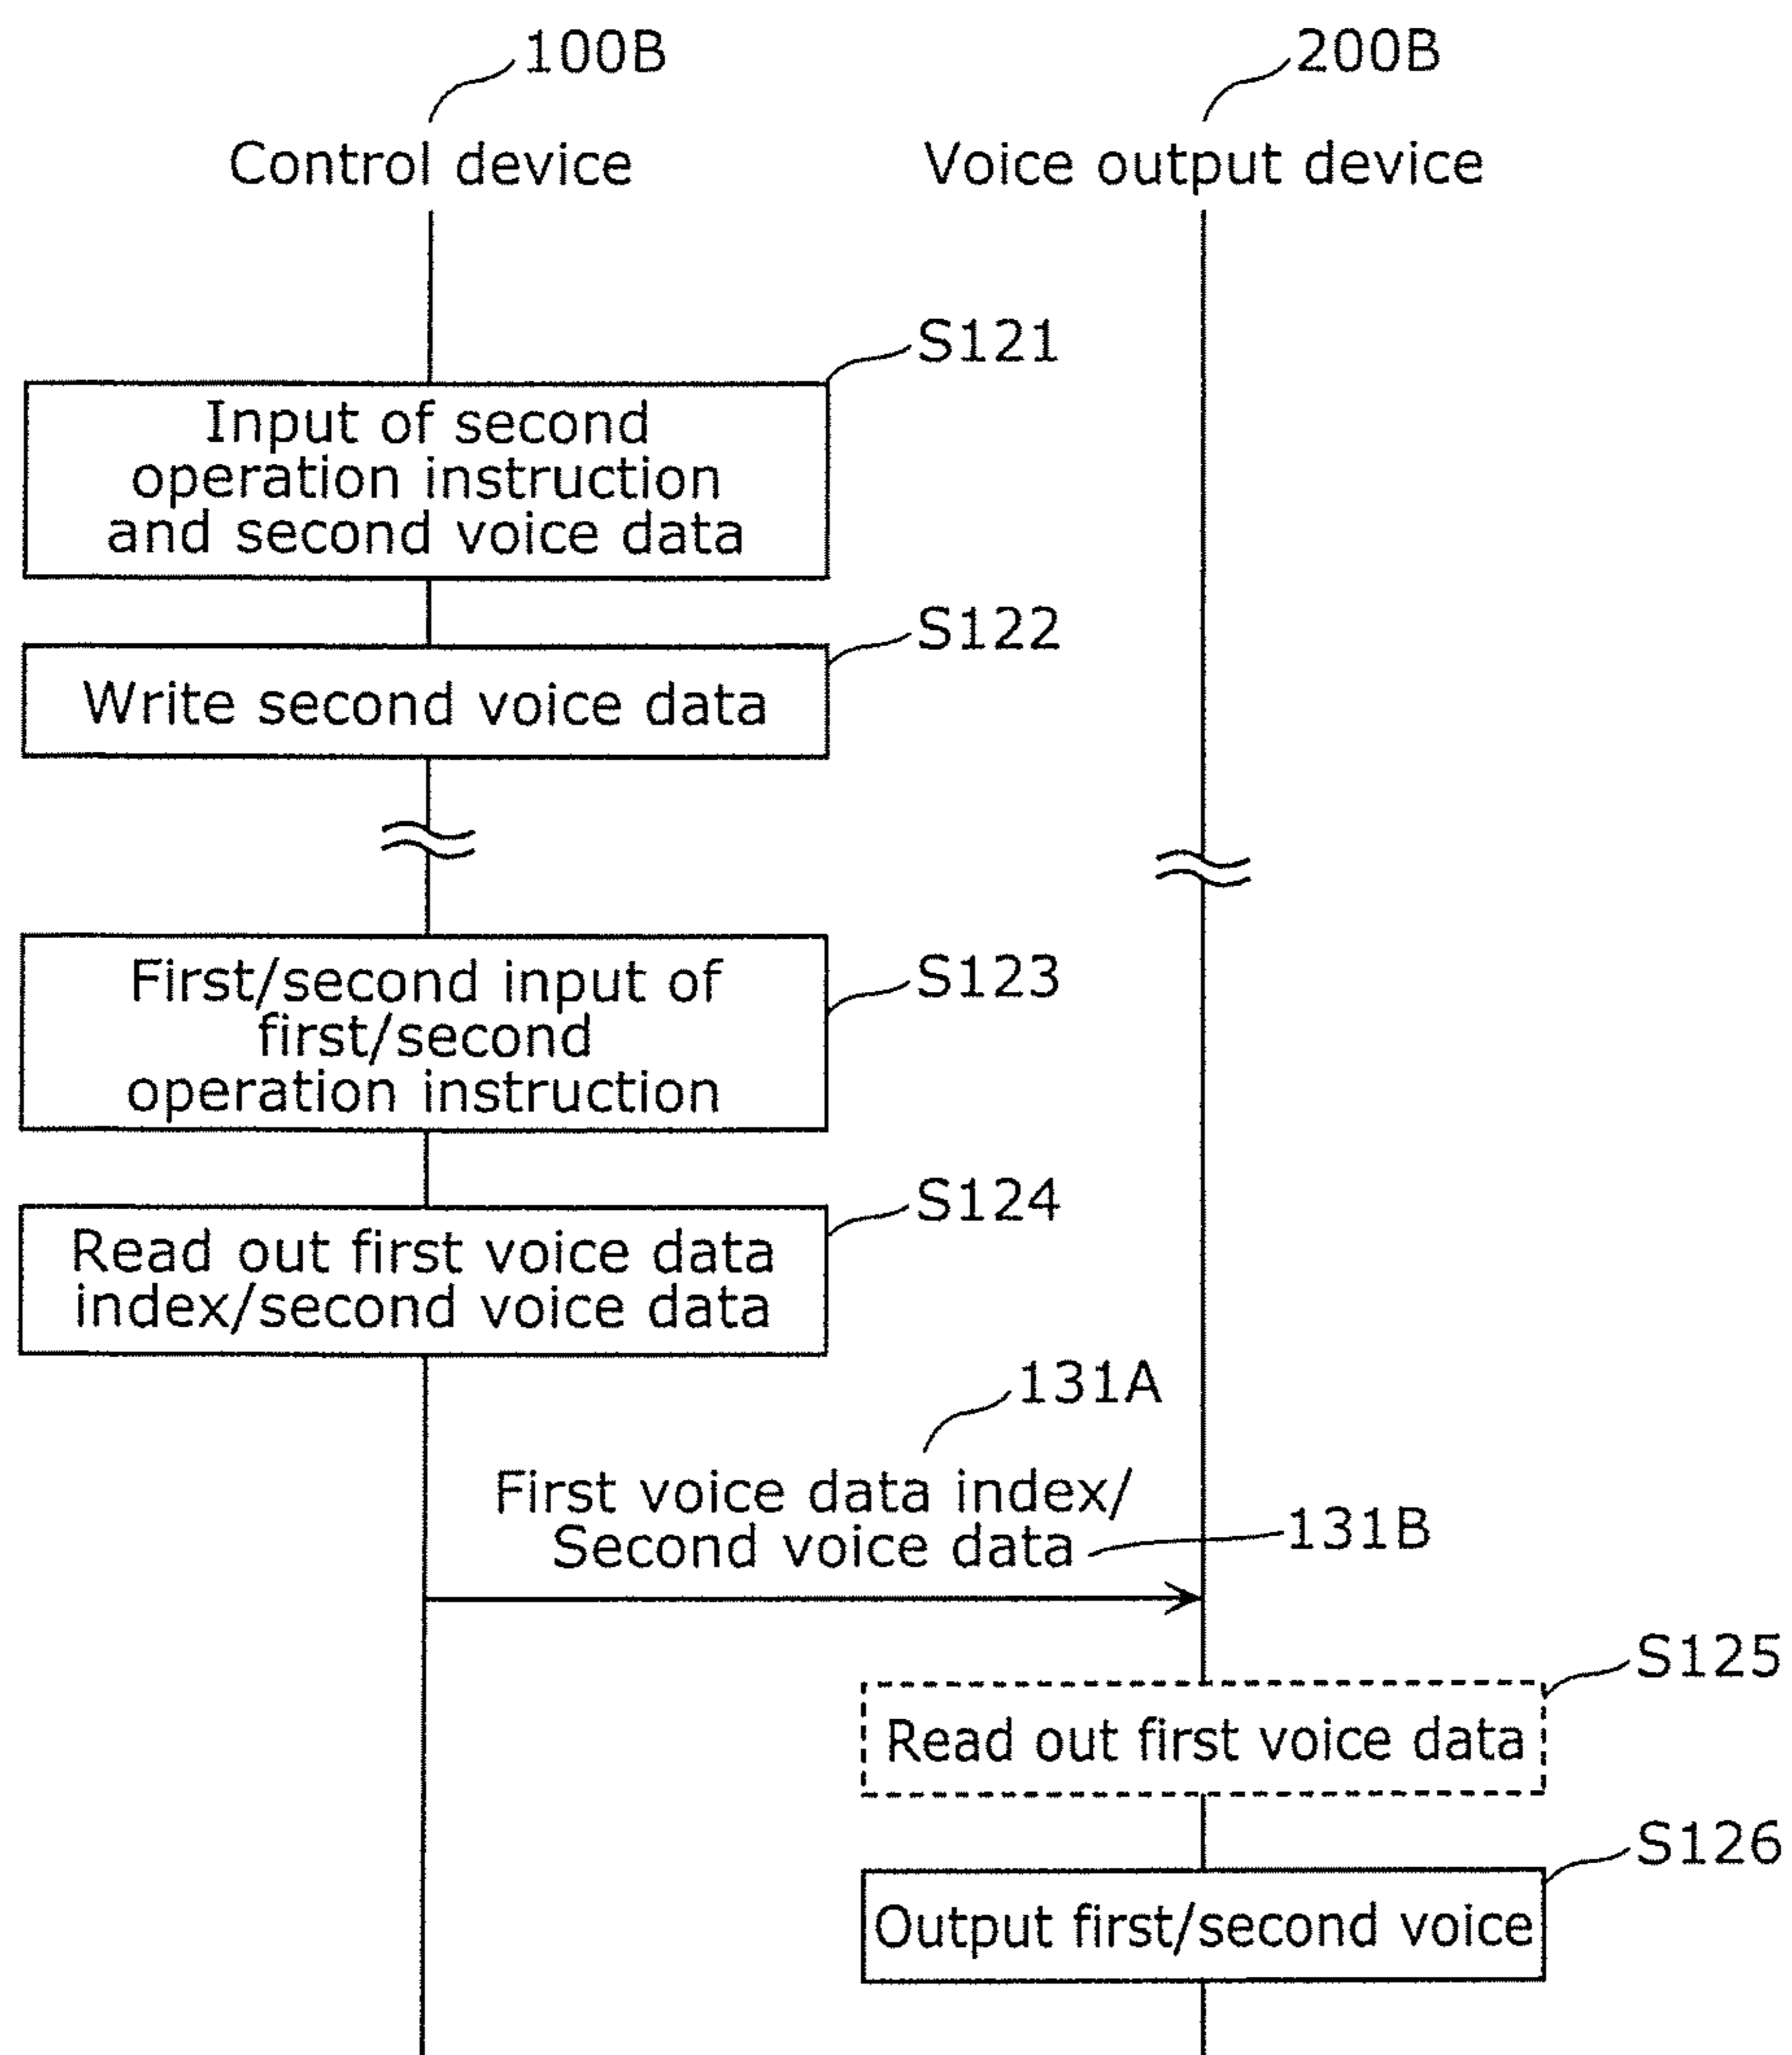 100B
200B
Control device
Voice output device
S121
Input of second
operation instruction
and second voice data
S122
Write second voice data
S123
First/second input of
first/second
operation instruction
S124
Read out first voice data
index/second voice data
131A
First voice data index/
Second voice data
131B
S125
Read out first voice data
S126
Output first/second voice